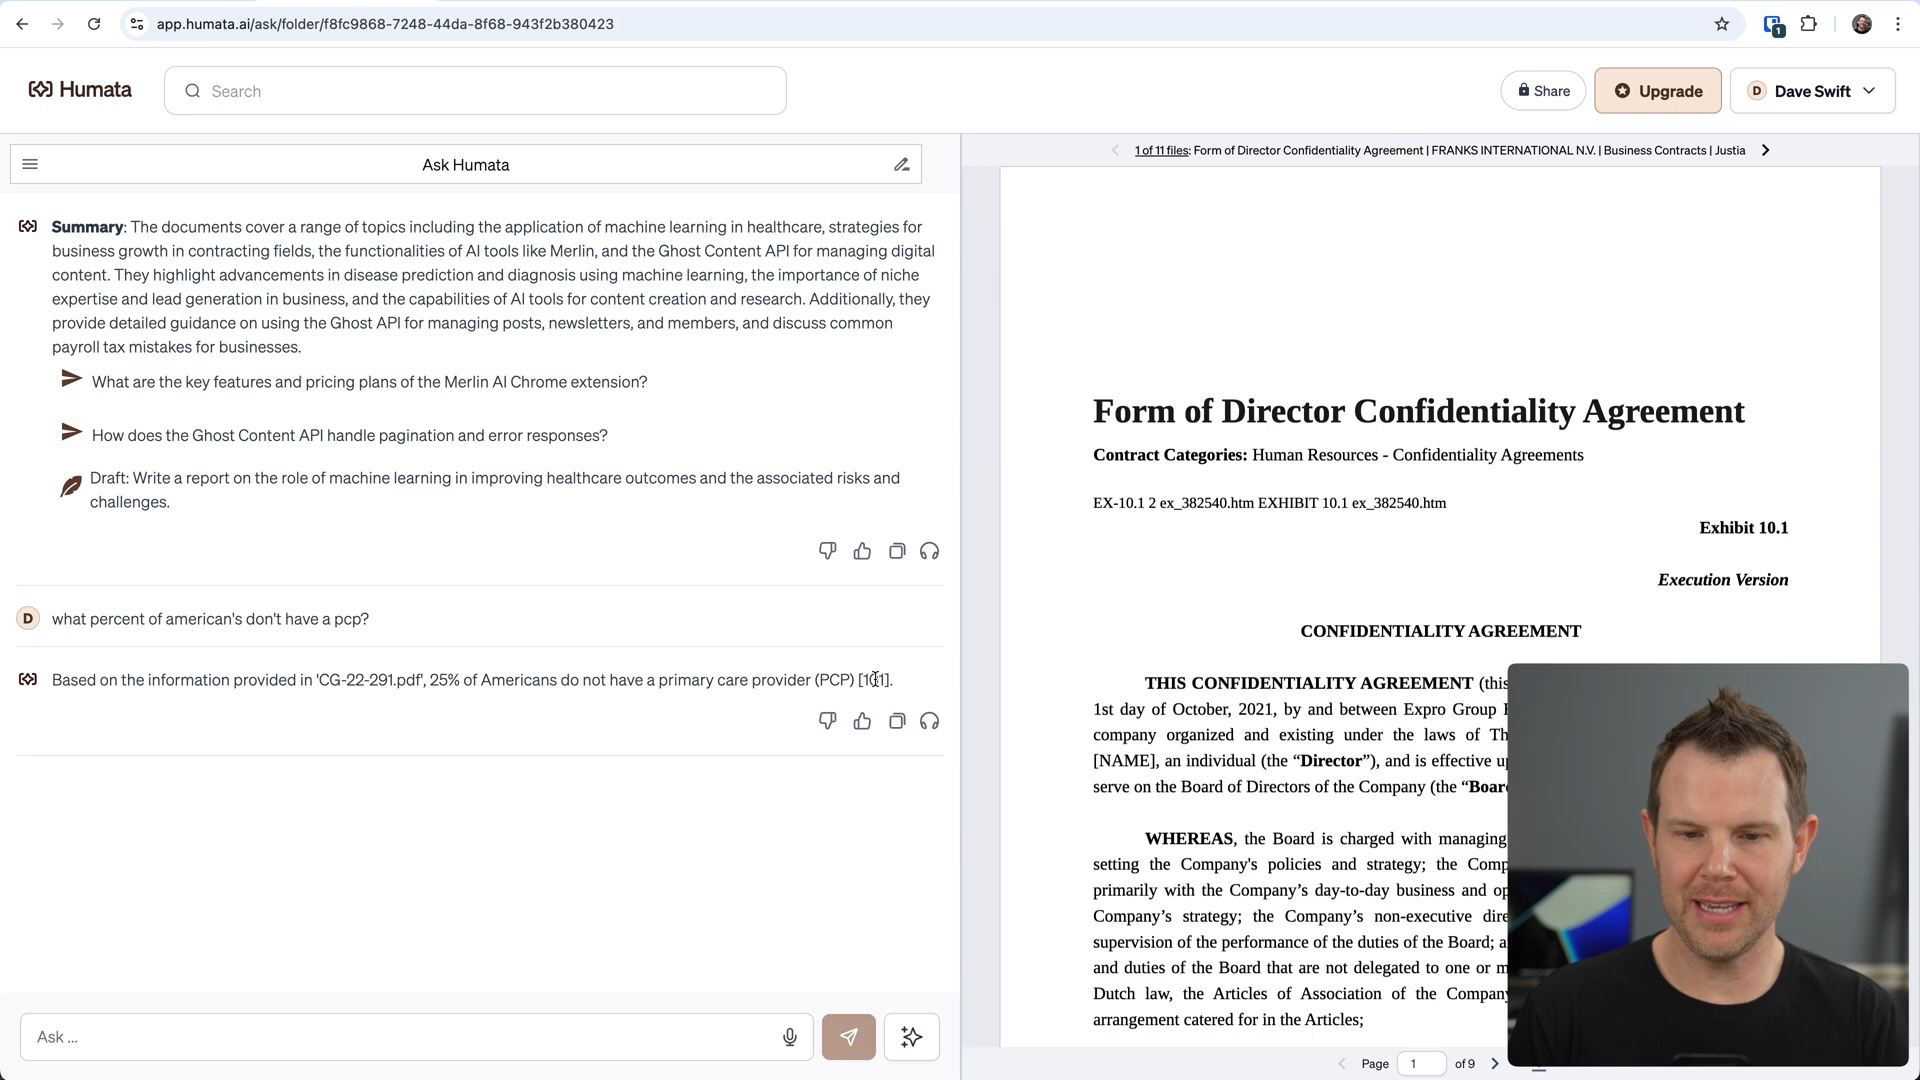 app.humata.ai/ask/folder/f8fc9868-7248-44da-8f68-943f2b380423
1
Humata
Search
Share
Upgrade
D
Dave Swift
Ask Humata
1 of 11 files: Form of Director Confidentiality Agreement | FRANKS INTERNATIONAL N.V. | Business Contracts | Justia
Summary: The documents cover a range of topics including the application of machine learning in healthcare, strategies for
business growth in contracting fields, the functionalities of AI tools like Merlin, and the Ghost Content API for managing digital
content. They highlight advancements in disease prediction and diagnosis using machine learning, the importance of niche
expertise and lead generation in business, and the capabilities of AI tools for content creation and research. Additionally, they
provide detailed guidance on using the Ghost API for managing posts, newsletters, and members, and discuss common
payroll tax mistakes for businesses.
What are the key features and pricing plans of the Merlin AI Chrome extension?
How does the Ghost Content API handle pagination and error responses?
Draft: Write a report on the role of machine learning in improving healthcare outcomes and the associated risks and
challenges.
D
what percent of american's don't have a pcp?
Based on the information provided in 'CG-22-291.pdf', 25% of Americans do not have a primary care provider (PCP)
Ask ...
Form of Director Confidentiality Agreement
Contract Categories: Human Resources - Confidentiality Agreements
EX-10.1 2 ex_382540.htm EXHIBIT 10.1 ex_382540.htm
Exhibit 10.1
Execution Version
CONFIDENTIALITY AGREEMENT
THIS CONFIDENTIALITY AGREEMENT (this
1st day of October, 2021, by and between Expro Group
company organized and existing under the laws of
[NAME], an individual (the “Director”), and is effective
serve on the Board of Directors of the Company (the
WHEREAS, the Board is charged with managing
setting the Company's policies and strategy; the
primarily with the Company’s day-to-day business and
Company’s strategy; the Company’s non-executive
supervision of the performance of the duties of the Board;
and duties of the Board that are not delegated to one or
Dutch law, the Articles of Association of the
arrangement catered for in the Articles;
Page 1 of 9